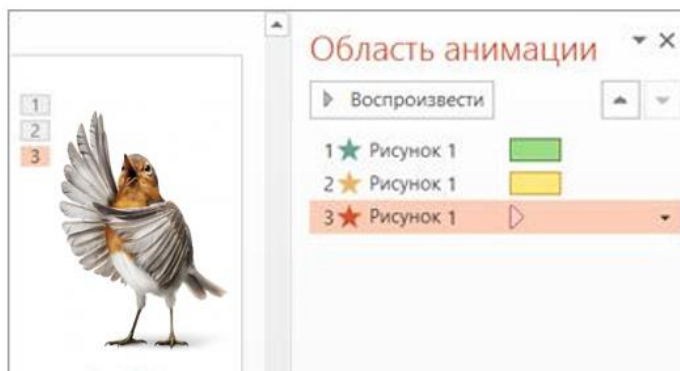 Область анимации
Воспроизвести
1
2
3
1 Рисунок 1
2 Рисунок 1
3 Рисунок 1